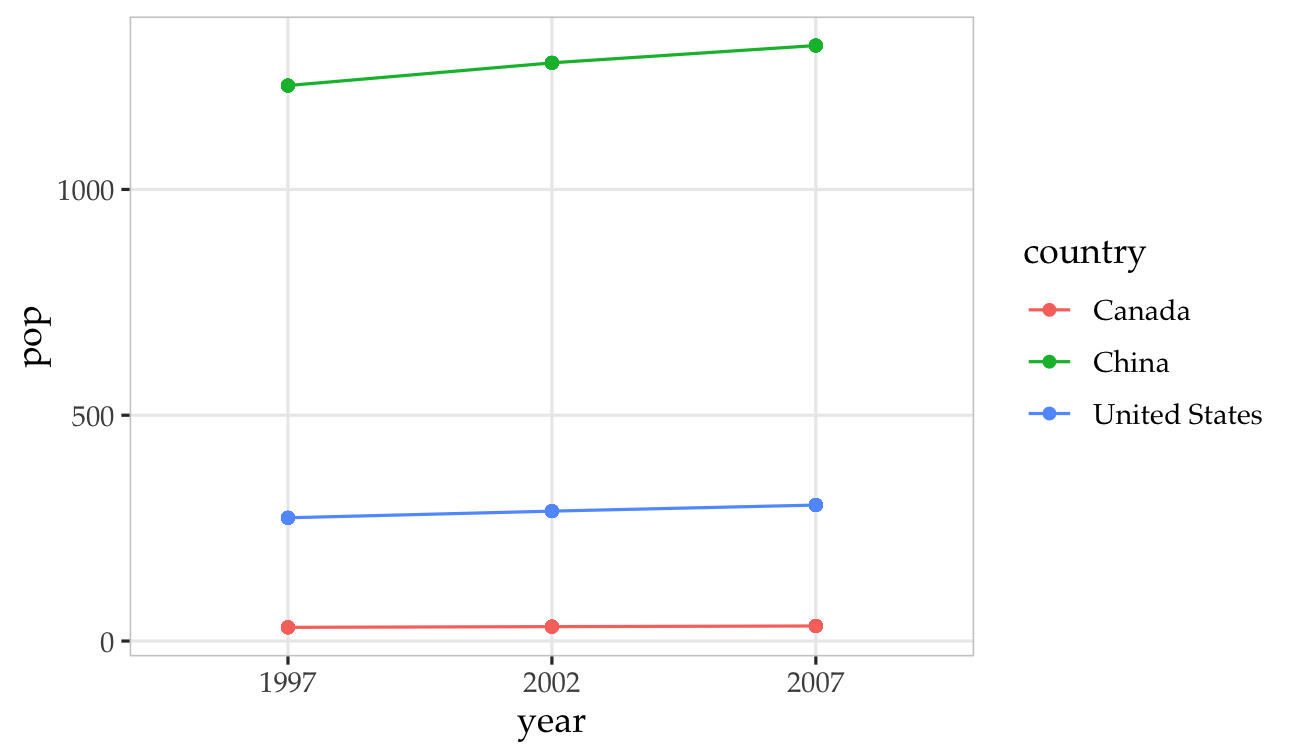 pop
1000
500
0
1997
2002
2007
year
country
Canada
China
United States